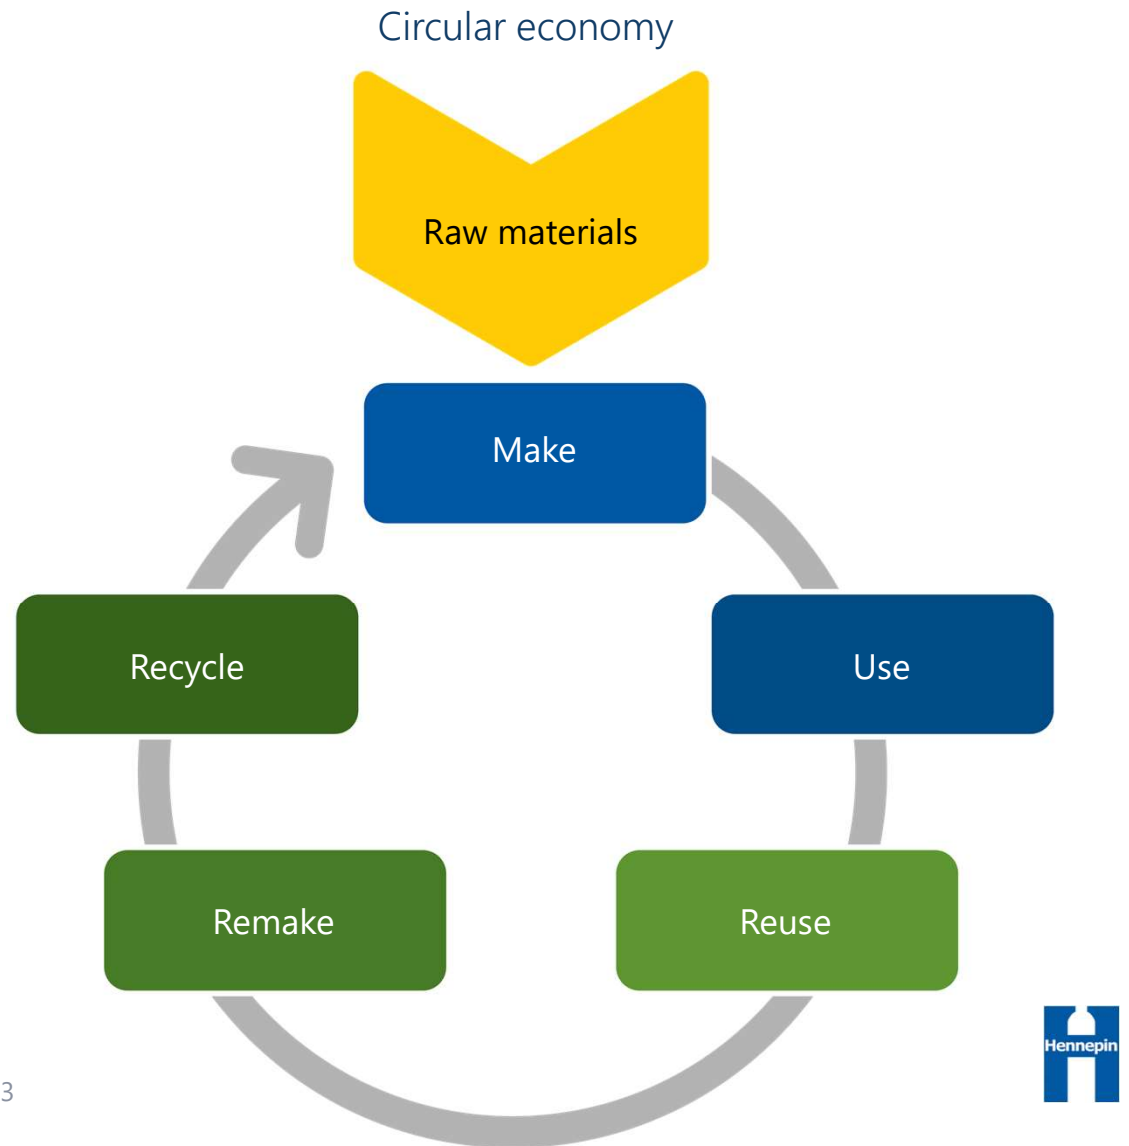 Circular economy
Raw materials
Make
Use
Reuse
Remake
Recycle
Hennepin
3